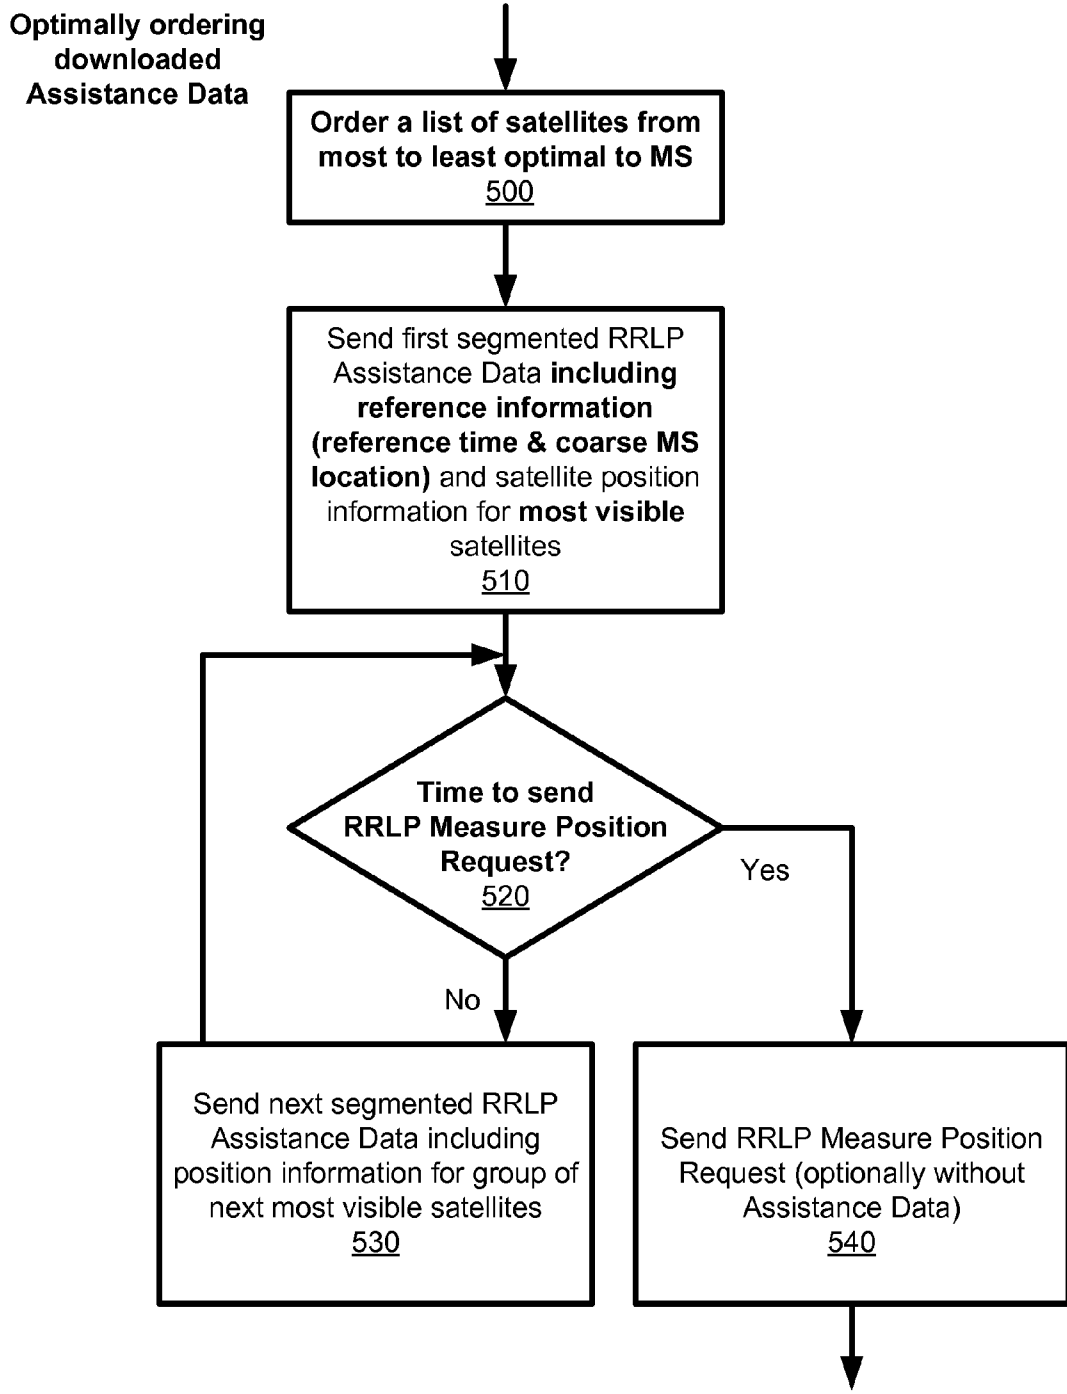 Optimally ordering
downloaded
Assistance Data
Order a list of satellites from
most to least optimal to MS
500
Send first segmented RRLP
Assistance Data including
reference information
(reference time & coarse MS
location) and satellite position
information for most visible
satellites
510
Time to send
RRLP Measure Position
Request?
520
Yes
No
Send next segmented RRLP
Assistance Data including
position information for group of
next most visible satellites
530
Send RRLP Measure Position
Request (optionally without
Assistance Data)
540